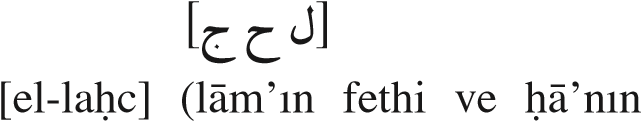 [ل ح ج]
[el-laḥc] (lām’ın fethi ve ḥā’nın